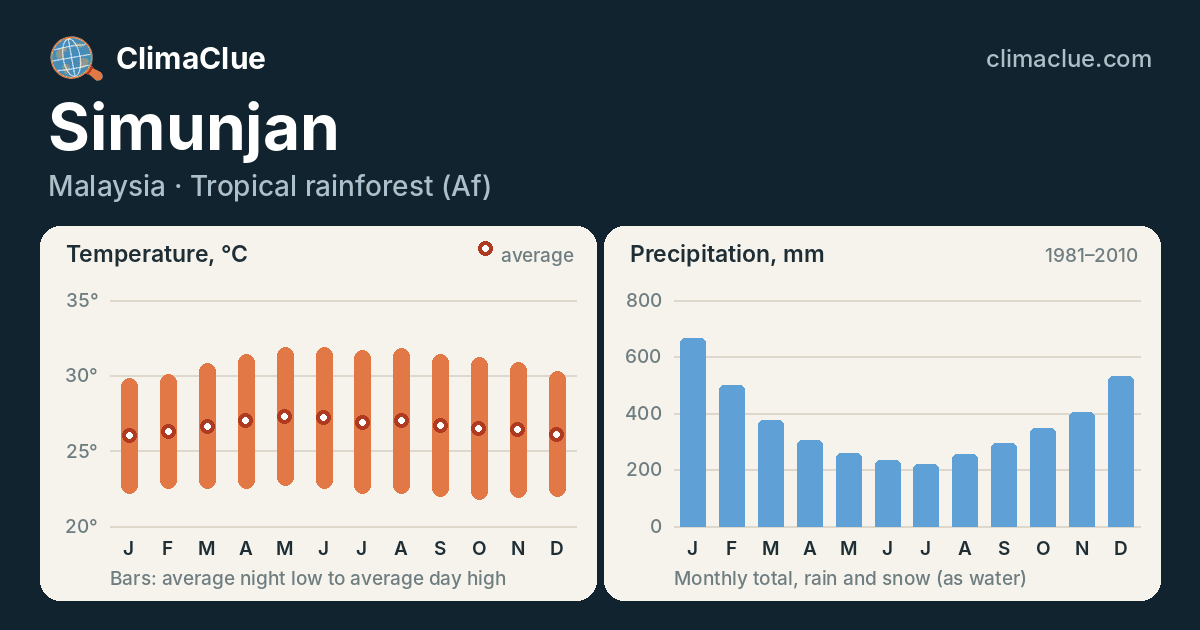 ClimaClue
climaclue.com
Simunjan
Malaysia · Tropical rainforest (Af)
Temperature, °C
average
35°
30°
25°
20°
J F M A M J J A S O N D
Bars: average night low to average day high
Precipitation, mm
1981–2010
800
600
400
200
0
J F M A M J J A S O N D
Monthly total, rain and snow (as water)